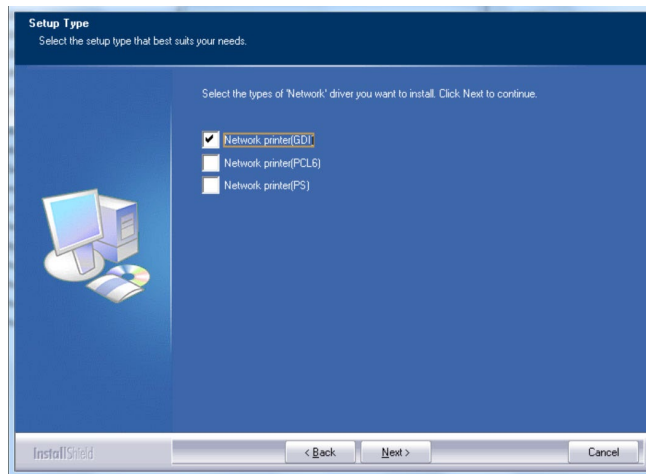 Setup Type
Select the setup type that best suits your needs.
Select the types of 'Network' driver you want to install. Click Next to continue.
Network printer(GDI)
Network printer(PCL6)
Network printer(PS)
InstallShield
< Back
Next >
Cancel